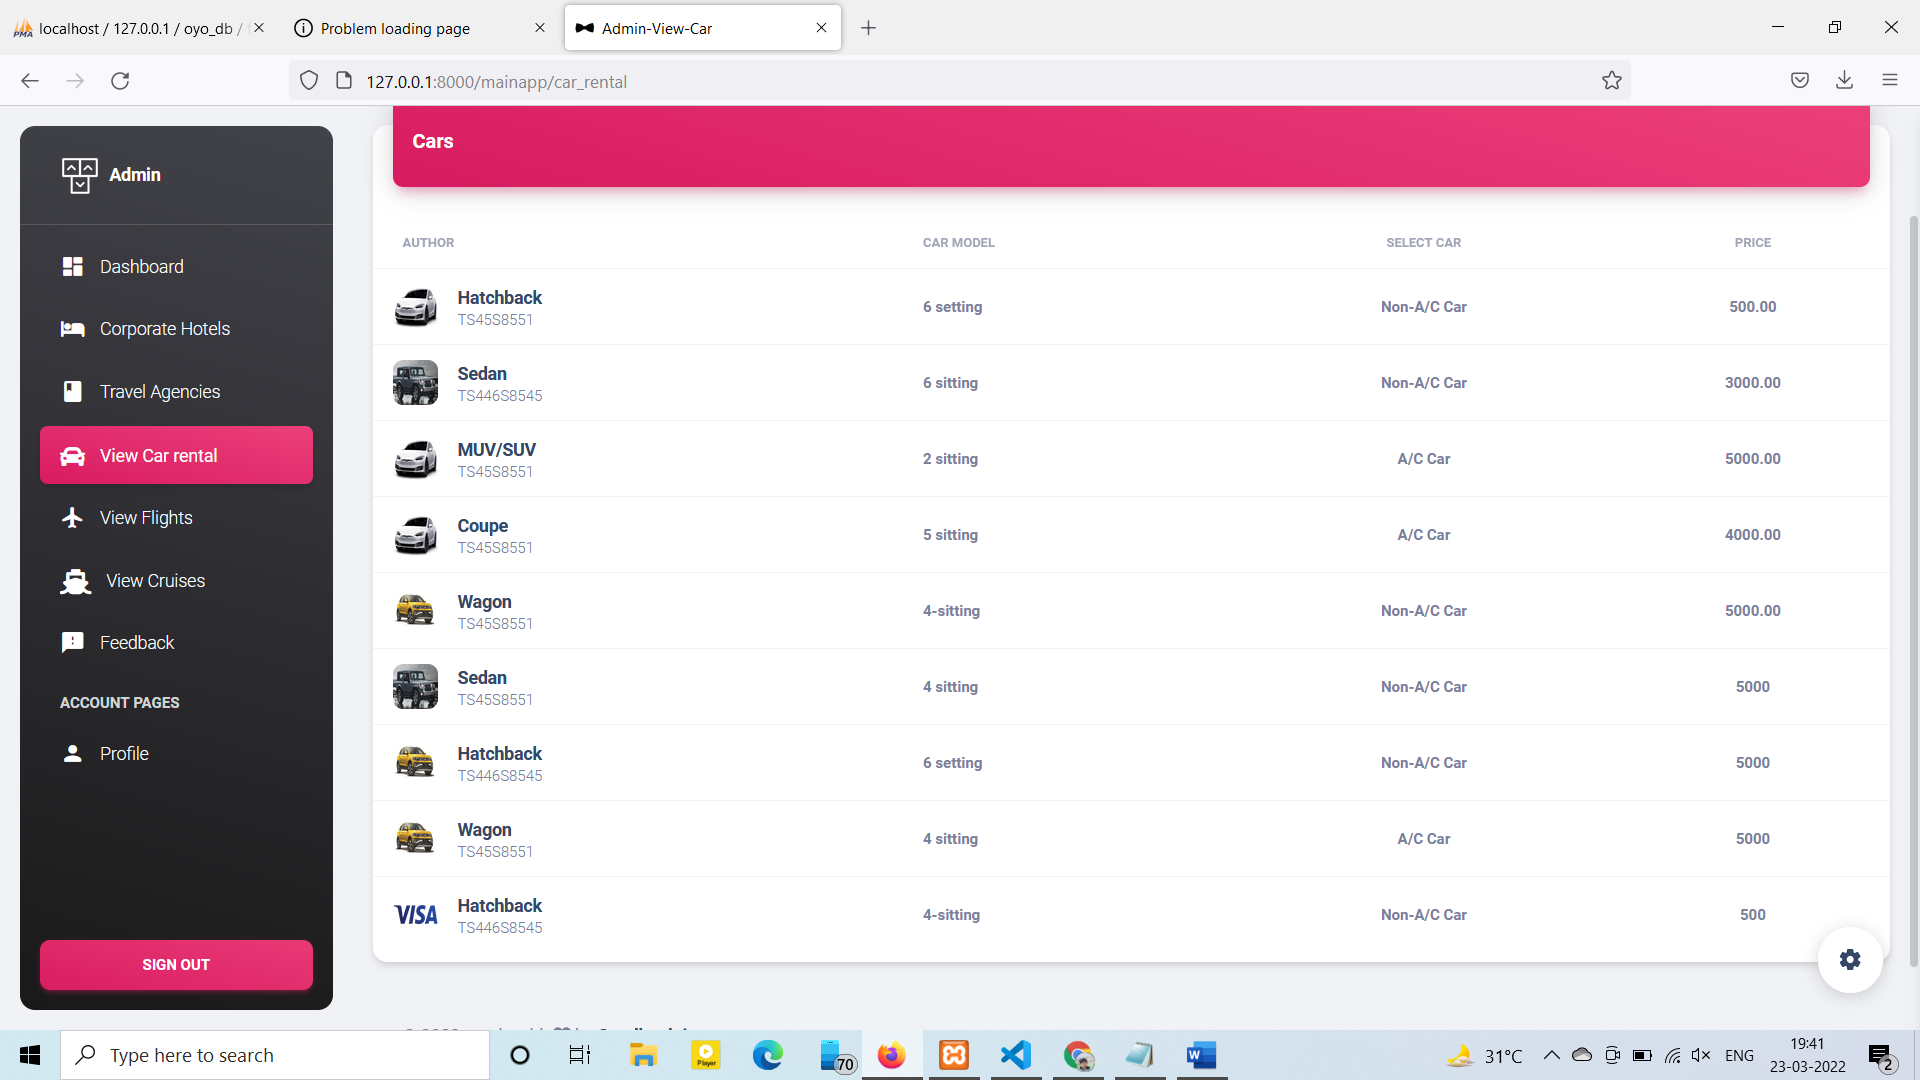 localhost / 127.0.0.1 / oyo_db /
Problem loading page
Admin-View-Car
127.0.0.1:8000/mainapp/car_rental
Admin
Dashboard
Corporate Hotels
Travel Agencies
View Car rental
View Flights
View Cruises
Feedback
ACCOUNT PAGES
Profile
SIGN OUT
Cars
AUTHOR CAR MODEL SELECT CAR PRICE
Hatchback
TS45S8551
6 setting Non-A/C Car 500.00
Sedan
TS446S8545
6 sitting Non-A/C Car 3000.00
MUV/SUV
TS45S8551
2 sitting A/C Car 5000.00
Coupe
TS45S8551
5 sitting A/C Car 4000.00
Wagon
TS45S8551
4-sitting Non-A/C Car 5000.00
Sedan
TS45S8551
4 sitting Non-A/C Car 5000
Hatchback
TS446S8545
6 setting Non-A/C Car 5000
Wagon
TS45S8551
4 sitting A/C Car 5000
VISA
Hatchback
TS446S8545
4-sitting Non-A/C Car 500
Type here to search
70
31°C
ENG
19:41
23-03-2022
2